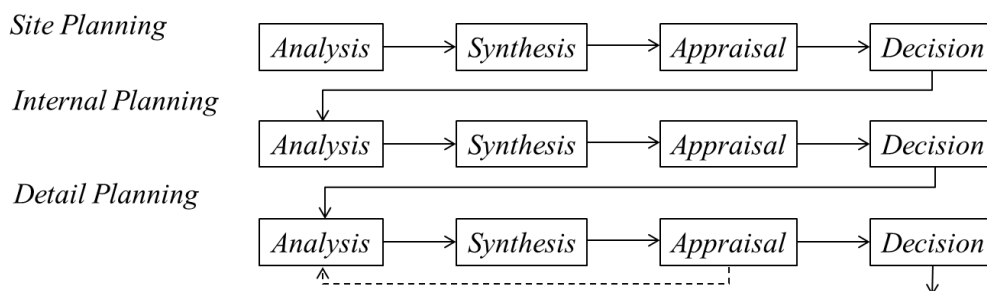 Site Planning
Analysis Synthesis Appraisal Decision
Internal Planning
Analysis Synthesis Appraisal Decision
Detail Planning
Analysis Synthesis Appraisal Decision